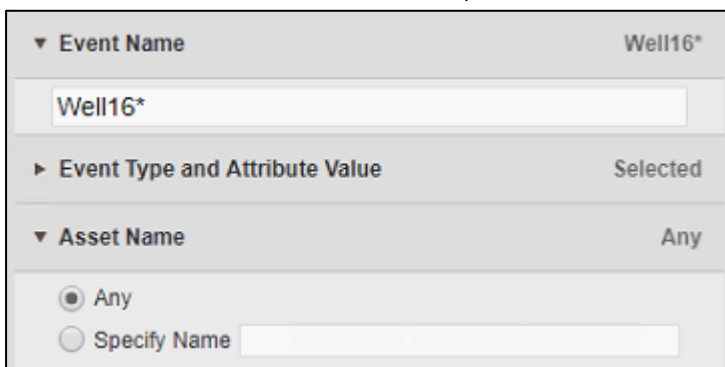 Event Name Well16*
Well16*
Event Type and Attribute Value Selected
Asset Name Any
Any
Specify Name